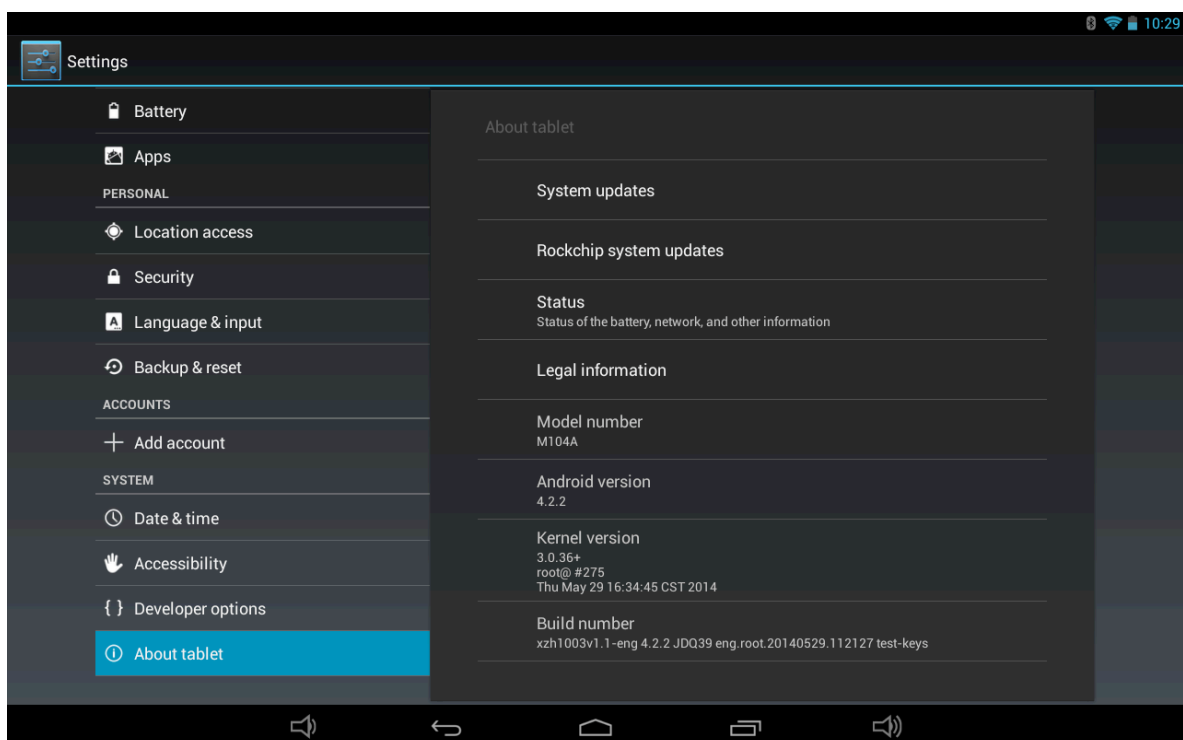 10:29
Settings
Battery
Apps
PERSONAL
Location access
Security
Language & input
Backup & reset
ACCOUNTS
Add account
SYSTEM
Date & time
Accessibility
Developer options
About tablet
About tablet
System updates
Rockchip system updates
Status
Status of the battery, network, and other information
Legal information
Model number
M104A
Android version
4.2.2
Kernel version
3.0.36+
root@ #275
Thu May 29 16:34:45 CST 2014
Build number
xzh1003v1.1-eng 4.2.2 JDQ39 eng.root.20140529.112127 test-keys